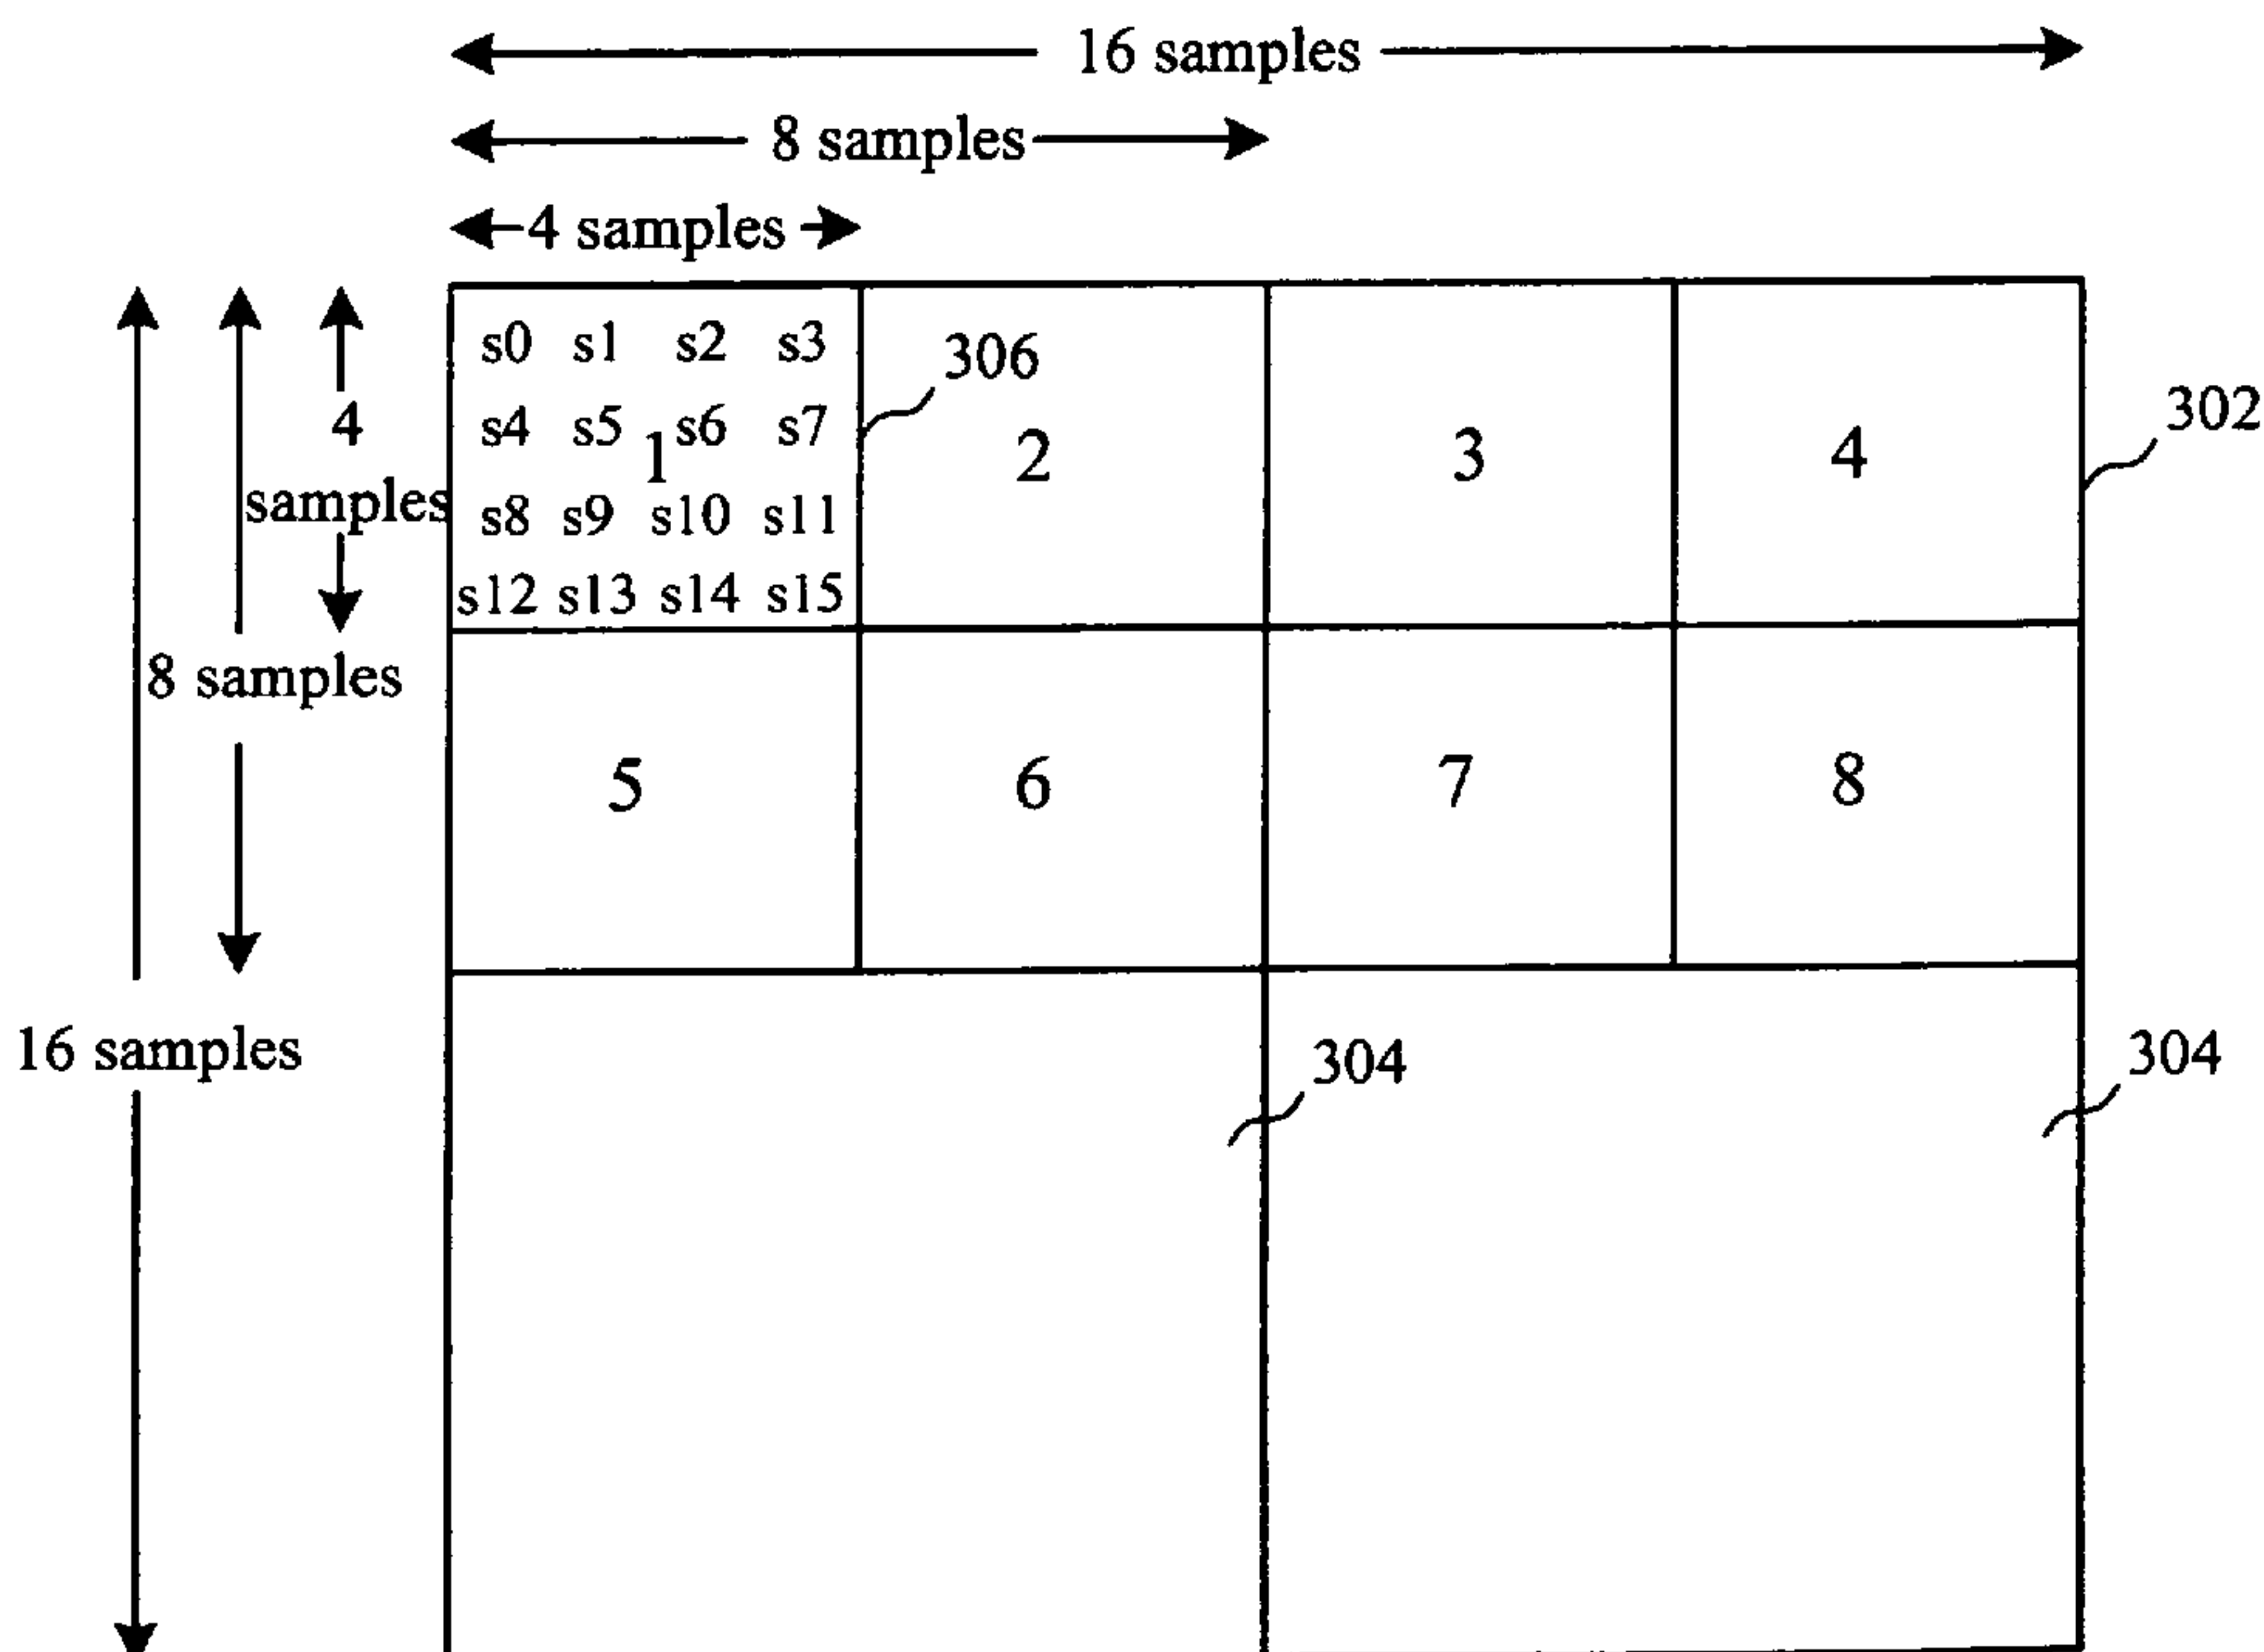 16 samples
8 samples
4 samples
s0 s1 s2 s3
306
302
4
samples
s4 s5 s6 s7
1
2
3
4
s8 s9 s10 s11
s12 s13 s14 s15
8 samples
5
6
7
8
16 samples
304
304